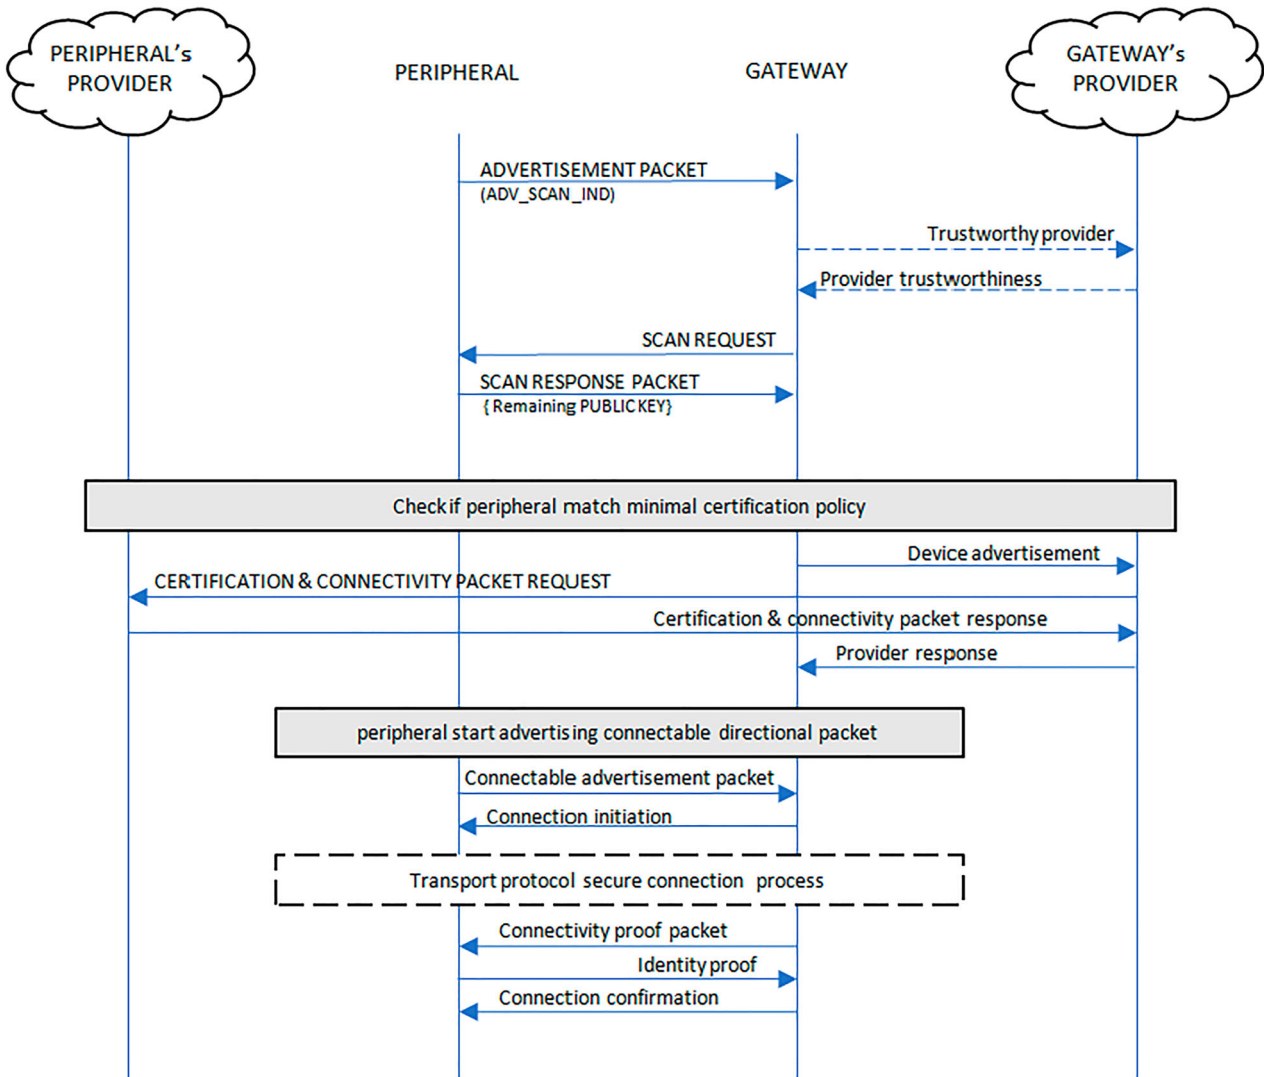 PERIPHERAL's
PROVIDER
PERIPHERAL
GATEWAY
GATEWAY's
PROVIDER
ADVERTISEMENT PACKET
(ADV_SCAN_IND)
Trustworthy provider
Provider trustworthiness
SCAN REQUEST
SCAN RESPONSE PACKET
{ Remaining PUBLIC KEY}
Check if peripheral match minimal certification policy
Device advertisement
CERTIFICATION & CONNECTIVITY PACKET REQUEST
Certification & connectivity packet response
Provider response
peripheral start advertising connectable directional packet
Connectable advertisement packet
Connection initiation
Transport protocol secure connection process
Connectivity proof packet
Identity proof
Connection confirmation